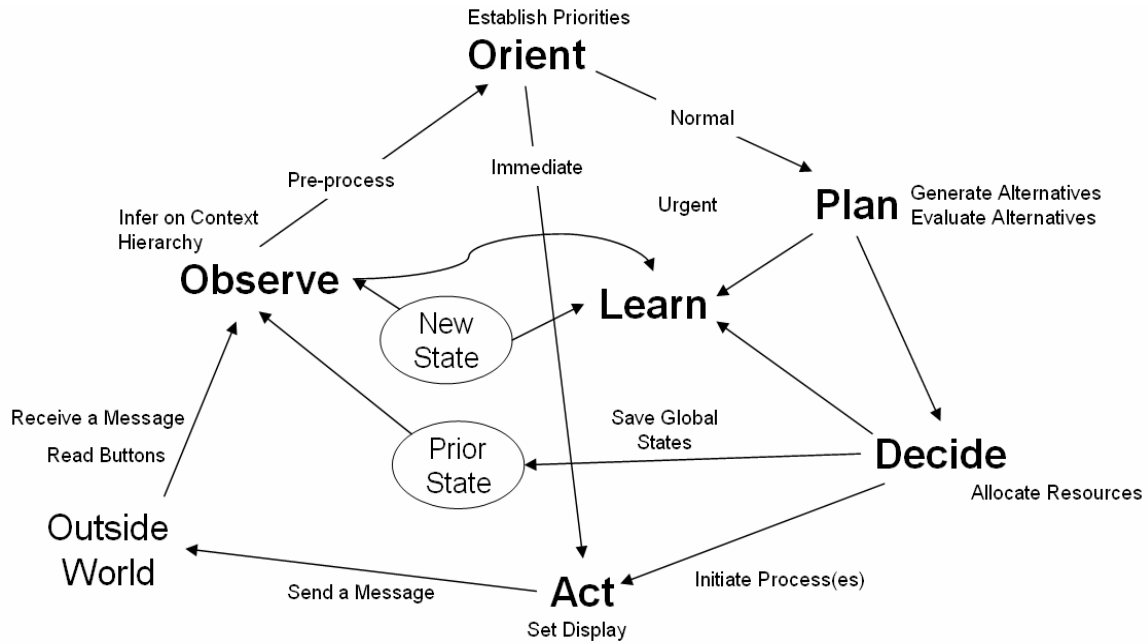 Establish Priorities
Orient
Normal
Immediate
Pre-process
Urgent
Plan
Generate Alternatives
Evaluate Alternatives
Infer on Context
Hierarchy
Observe
Learn
New
State
Receive a Message
Read Buttons
Save Global
States
Prior
State
Decide
Allocate Resources
Outside
World
Send a Message
Act
Set Display
Initiate Process(es)